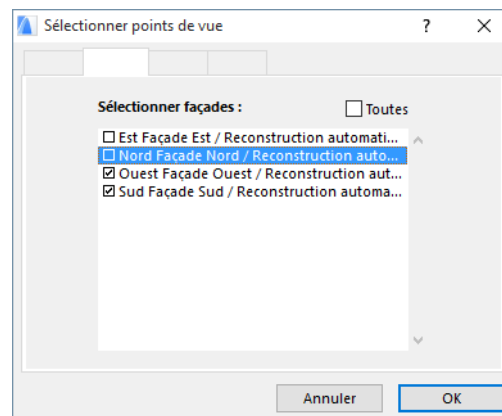 Sélectionner points de vue ?
Sélectionner façades : Toutes
Est Façade Est / Reconstruction automati...
Nord Façade Nord / Reconstruction auto...
Ouest Façade Ouest / Reconstruction aut...
Sud Façade Sud / Reconstruction automa...
Annuler OK